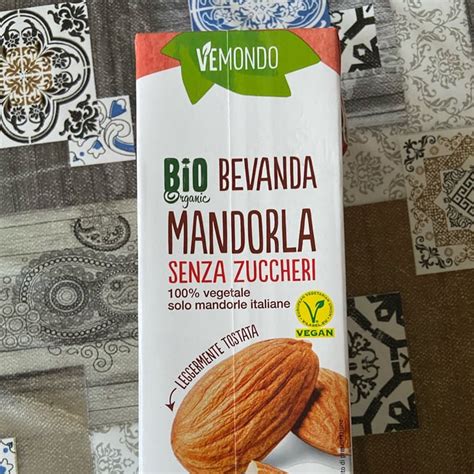 VEMONDO
BIO
Organic
BEVANDA
MANDORLA
SENZA ZUCCHERI
100% vegetale
solo mandorle italiane
VEGAN
LEGGERMENTE TOSTATA